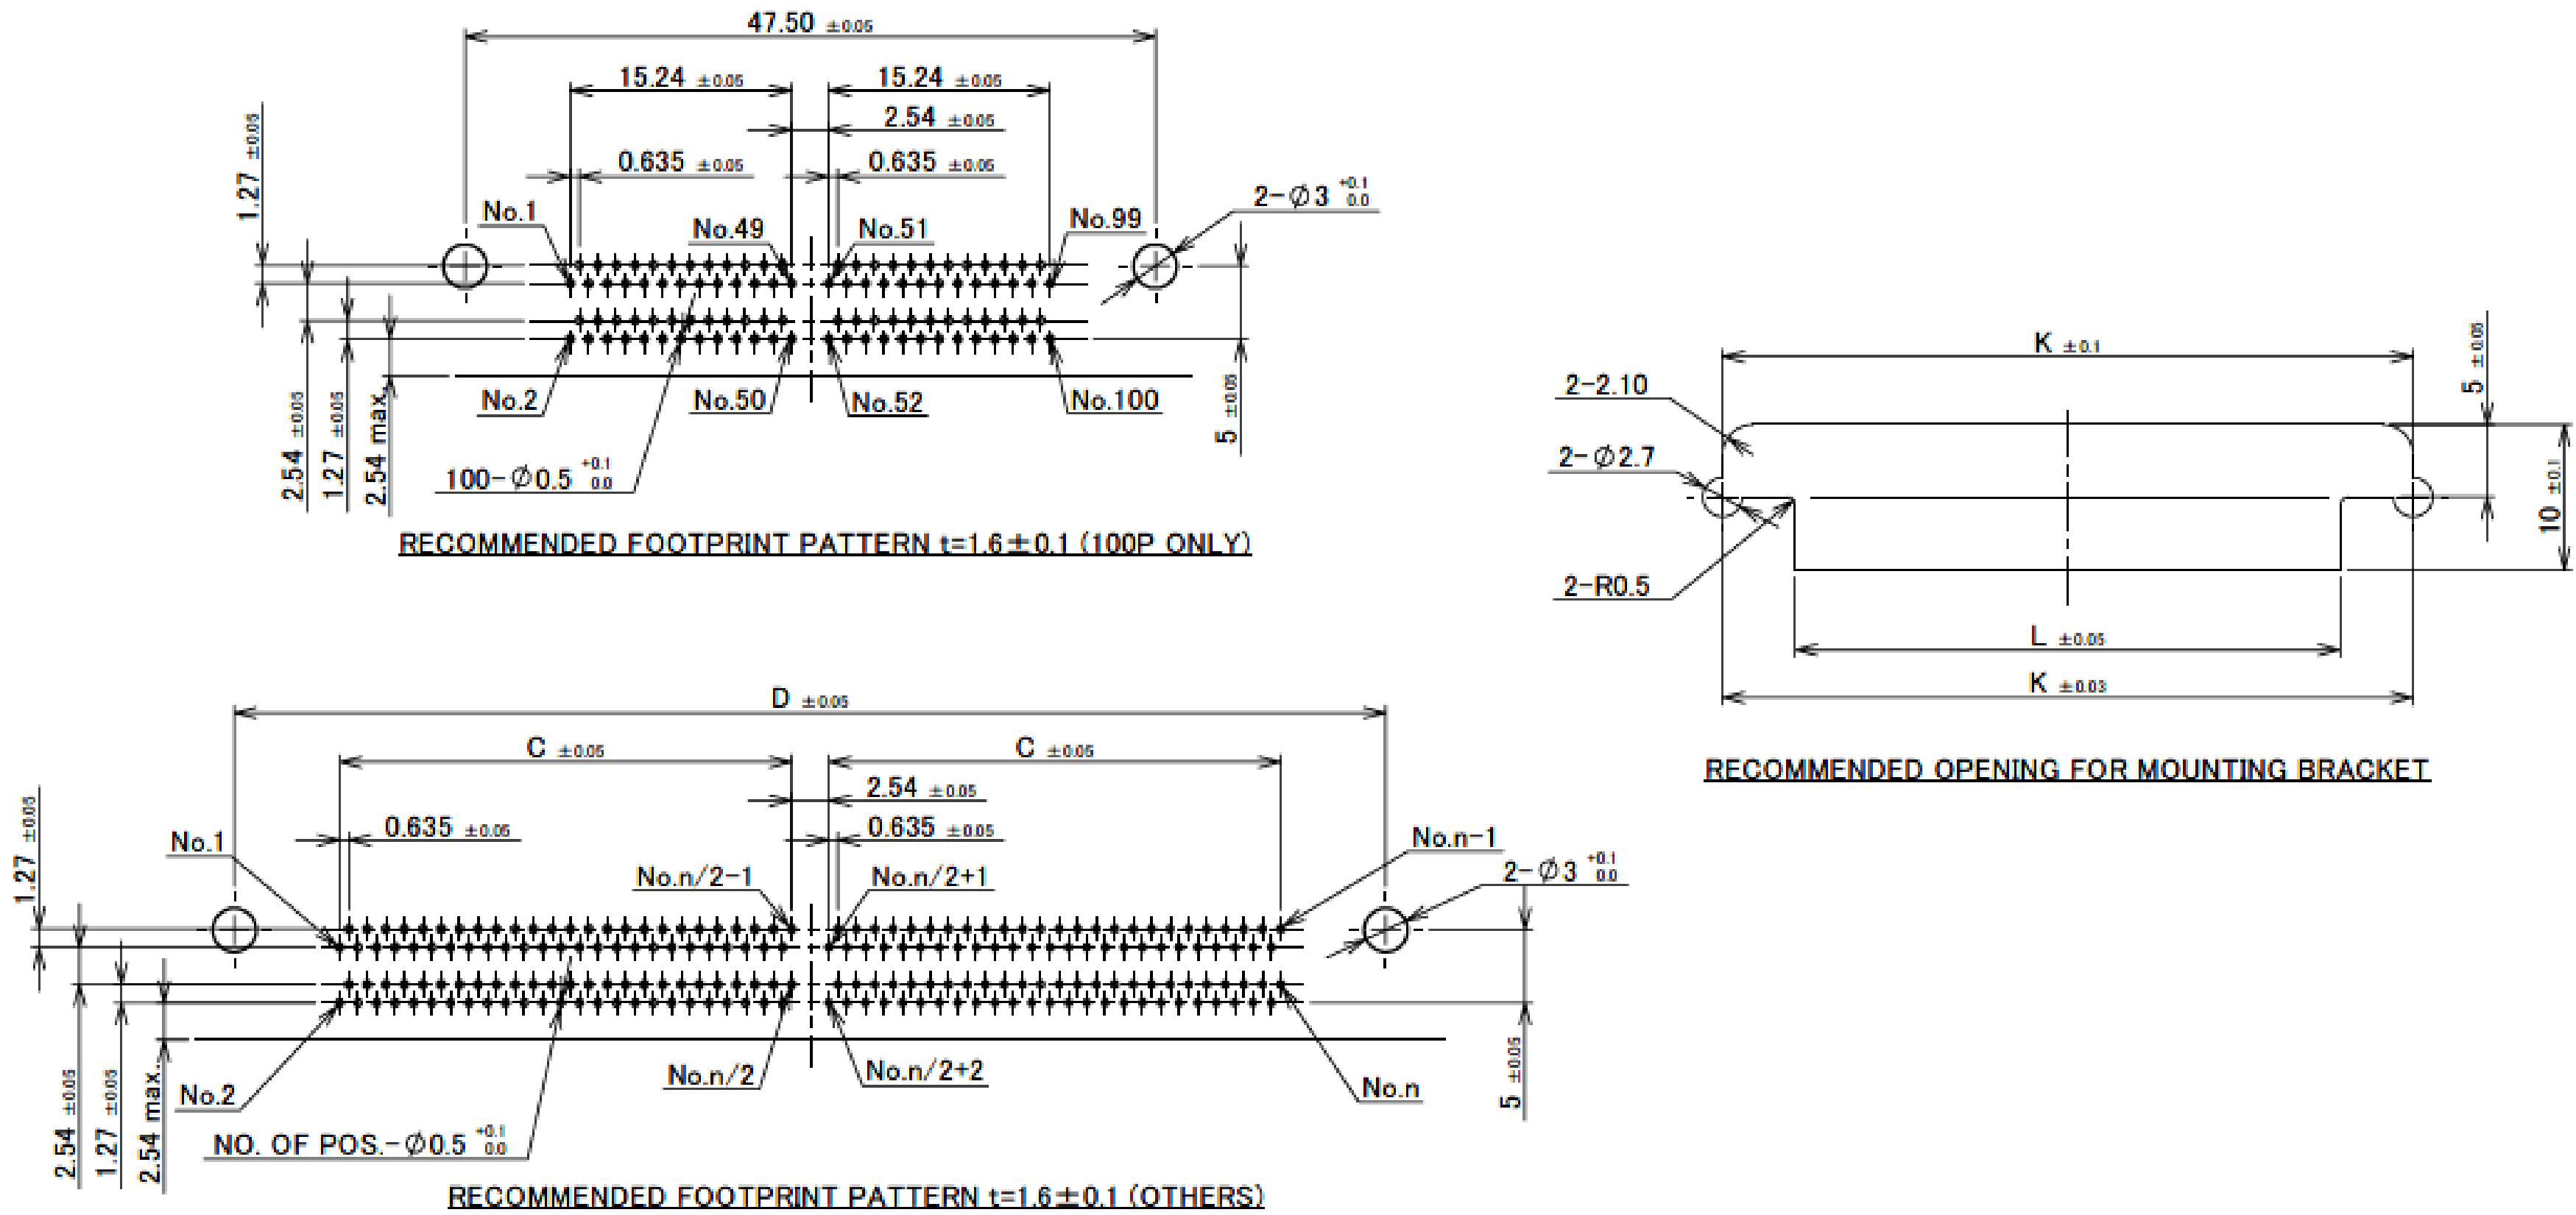 47.50 ±0.05
15.24 ±0.05
15.24 ±0.05
2.54 ±0.05
0.635 ±0.05
0.635 ±0.05
1.27 ±0.05
2-Ø3 +0.1 0.0
No.1
No.49
No.51
No.99
No.2
No.50
No.52
No.100
2.54 ±0.05
1.27 ±0.05
2.54 max.
5 ±0.05
100-Ø0.5 +0.1 0.0
RECOMMENDED FOOTPRINT PATTERN t=1.6±0.1 (100P ONLY)
K ±0.1
5 ±0.05
2-2.10
2-Ø2.7
10 ±0.1
2-R0.5
L ±0.05
K ±0.03
RECOMMENDED OPENING FOR MOUNTING BRACKET
D ±0.05
C ±0.05
C ±0.05
2.54 ±0.05
0.635 ±0.05
0.635 ±0.05
1.27 ±0.05
No.1
No.n/2-1
No.n/2+1
No.n-1
2-Ø3 +0.1 0.0
No.2
No.n/2
No.n/2+2
No.n
2.54 ±0.05
1.27 ±0.05
2.54 max.
5 ±0.05
NO. OF POS.-Ø0.5 +0.1 0.0
RECOMMENDED FOOTPRINT PATTERN t=1.6±0.1 (OTHERS)